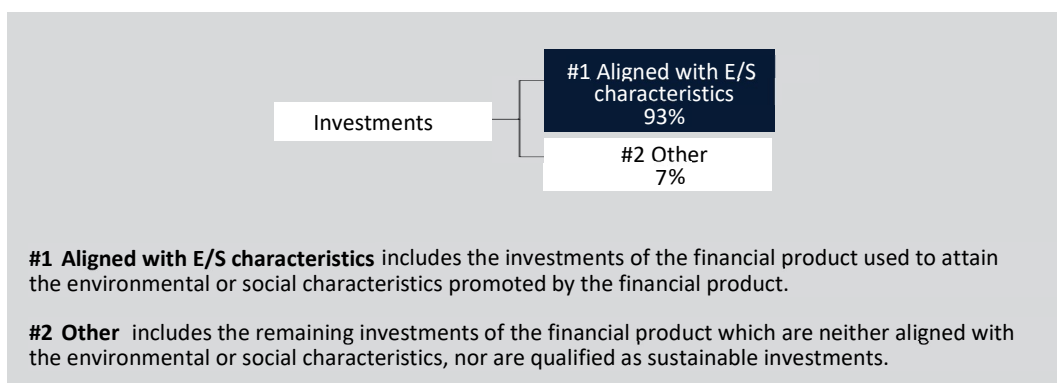 #1 Aligned with E/S
characteristics
93%
Investments
#2 Other
7%
#1 Aligned with E/S characteristics includes the investments of the financial product used to attain
the environmental or social characteristics promoted by the financial product.
#2 Other includes the remaining investments of the financial product which are neither aligned with
the environmental or social characteristics, nor are qualified as sustainable investments.